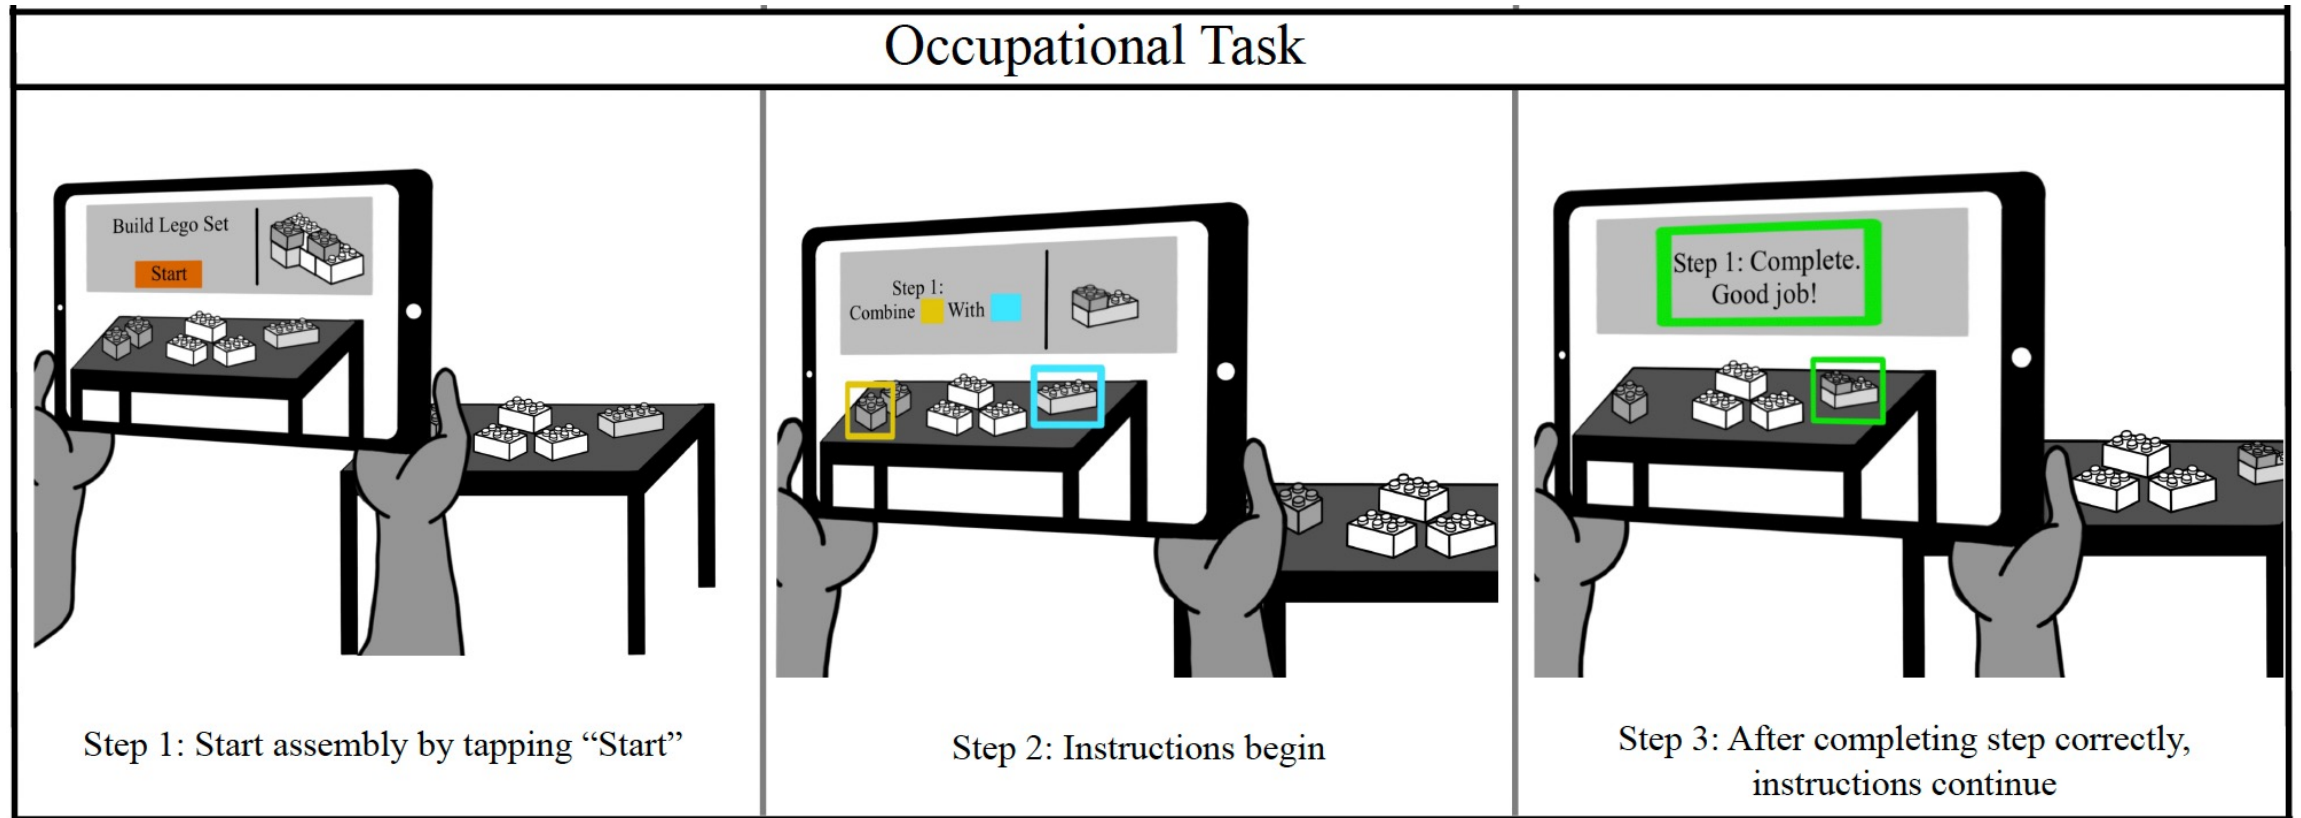 Occupational Task
Build Lego Set
Start
Step 1: Start assembly by tapping “Start”
Step 1:
Combine With
Step 2: Instructions begin
Step 1: Complete.
Good job!
Step 3: After completing step correctly,
instructions continue